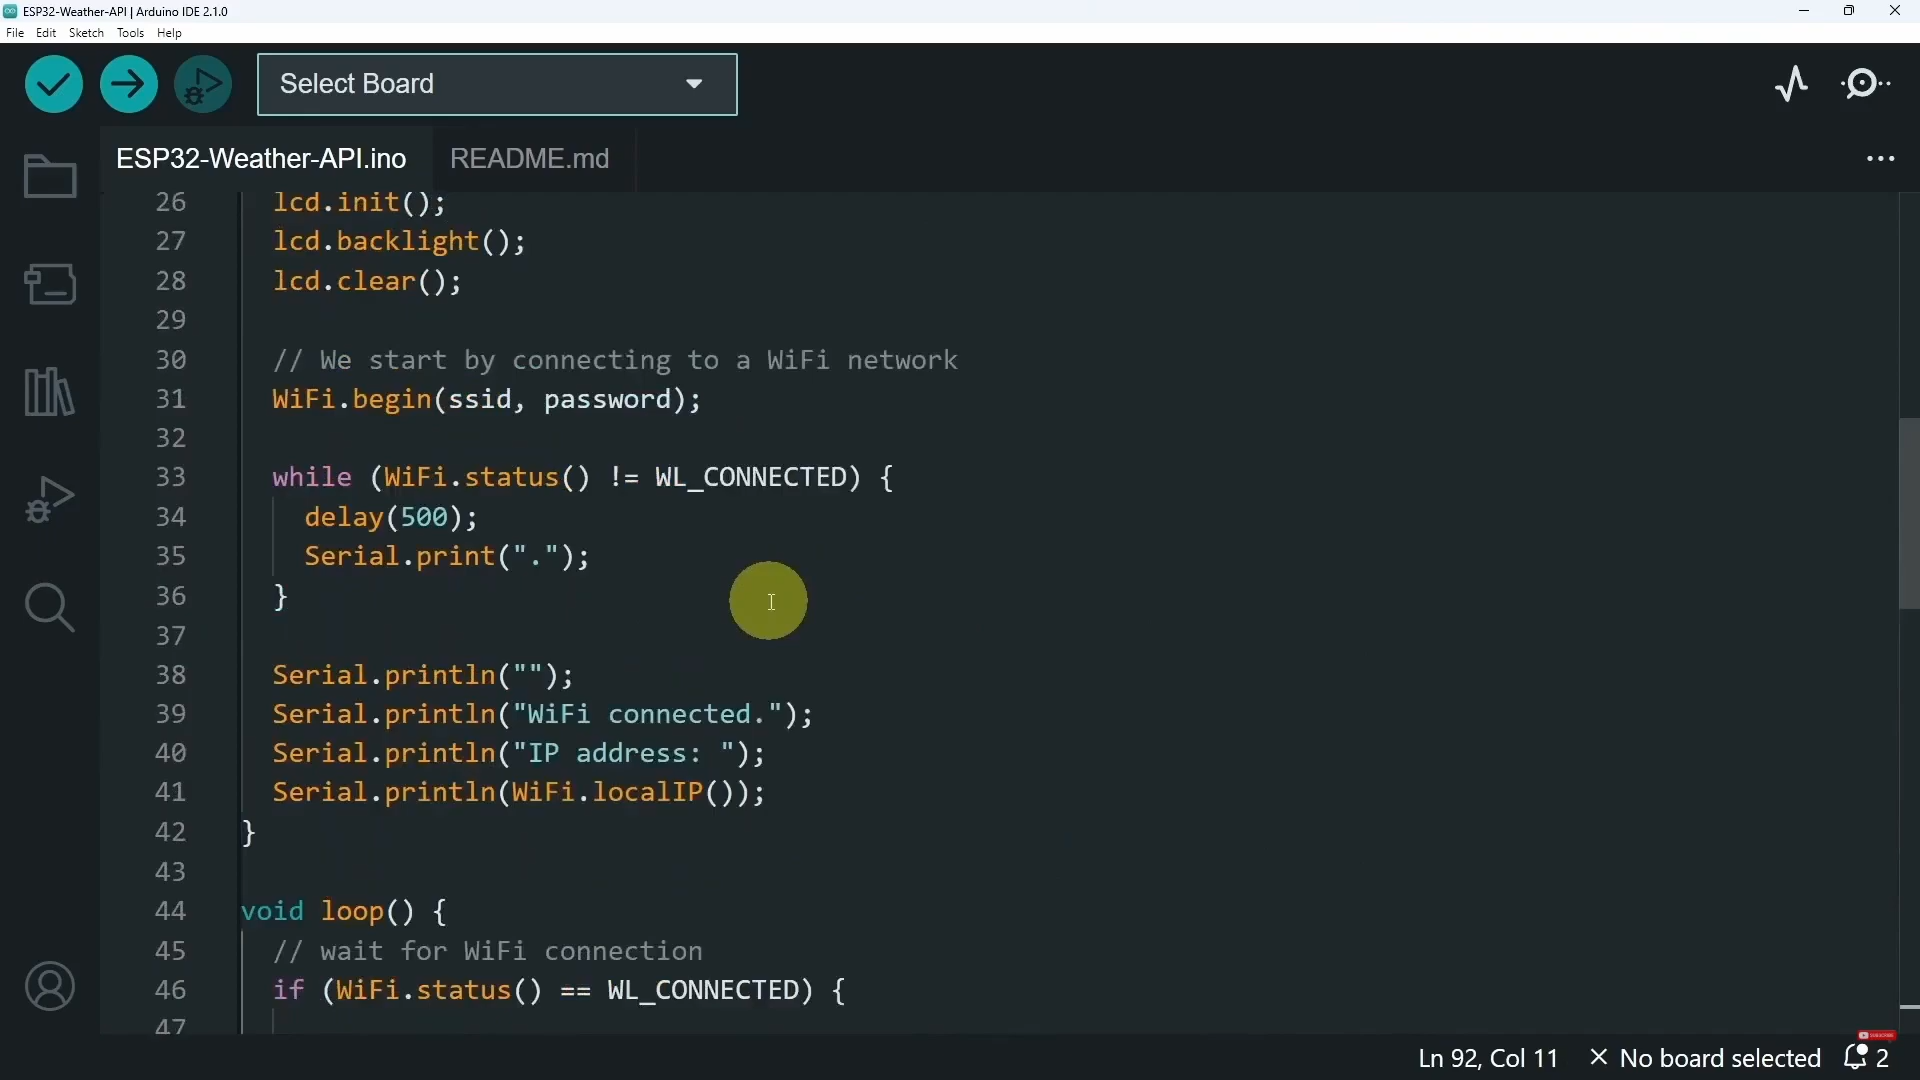 ESP32-Weather-API | Arduino IDE 2.1.0
File Edit Sketch Tools Help
Select Board
ESP32-Weather-API.ino README.md
26 lcd.init();
27 lcd.backlight();
28 lcd.clear();
29
30 // We start by connecting to a WiFi network
31 WiFi.begin(ssid, password);
32
33 while (WiFi.status() != WL_CONNECTED) {
34 delay(500);
35 Serial.print(".");
36 }
37
38 Serial.println("");
39 Serial.println("WiFi connected.");
40 Serial.println("IP address: ");
41 Serial.println(WiFi.localIP());
42 }
43
44 void loop() {
45 // wait for WiFi connection
46 if (WiFi.status() == WL_CONNECTED) {
47
Ln 92, Col 11 × No board selected 2